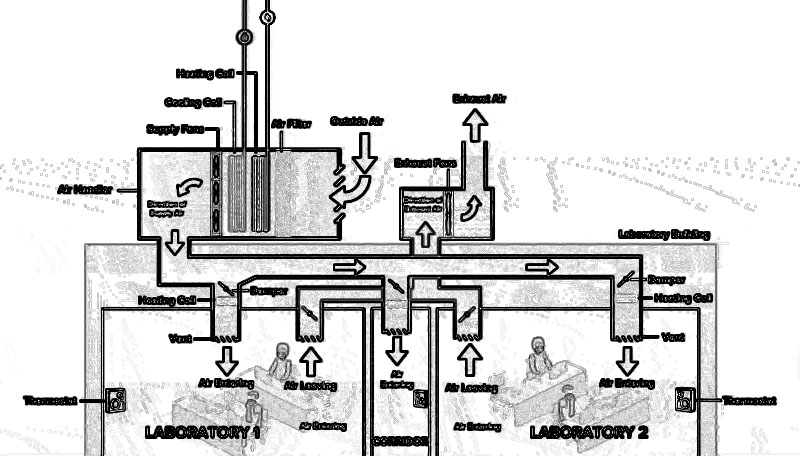 Heating Coil
Cooling Coil
Exhaust Air
Supply Fans
Air Filter
Outside Air
Exhaust Fans
Air Handler
Direction of
Supply Air
Direction of
Exhaust Air
Laboratory Building
Damper
Damper
Heating Coil
Heating Coil
Vent
Vent
Air Entering
Air Leaving
Air
Entering
Air Leaving
Air Entering
Thermostat
Thermostat
Air Entering
Air Entering
LABORATORY 1
CORRIDOR
LABORATORY 2